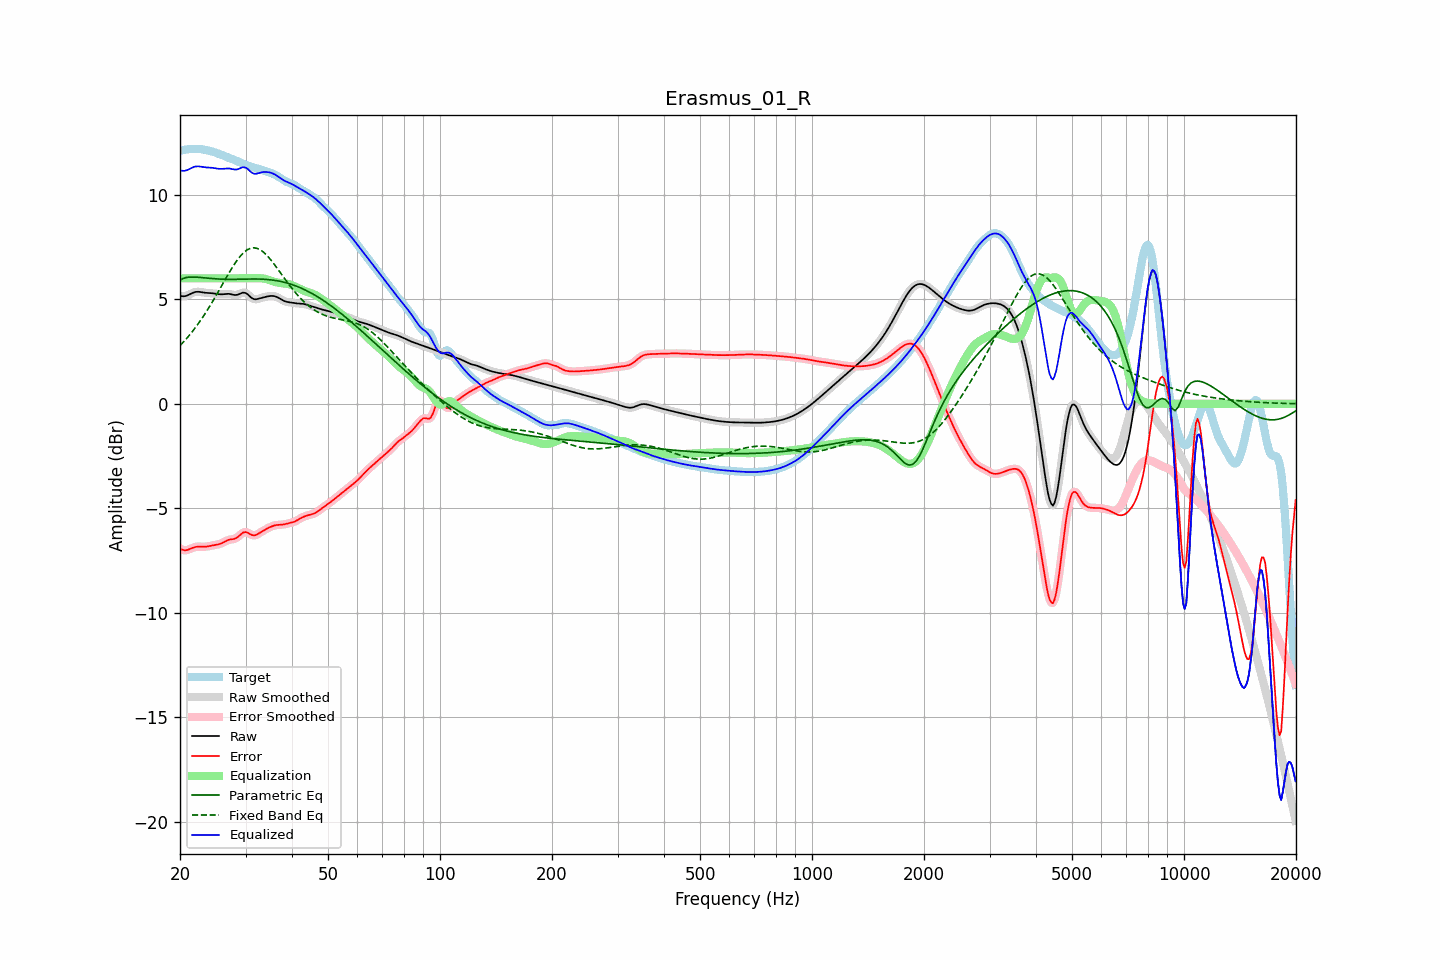 Erasmus_01_R
Amplitude (dBr)
10
5
0
−5
−10
−15
−20
Target
Raw Smoothed
Error Smoothed
Raw
Error
Equalization
Parametric Eq
Fixed Band Eq
Equalized
20 50 100 200 500 1000 2000 5000 10000 20000
Frequency (Hz)